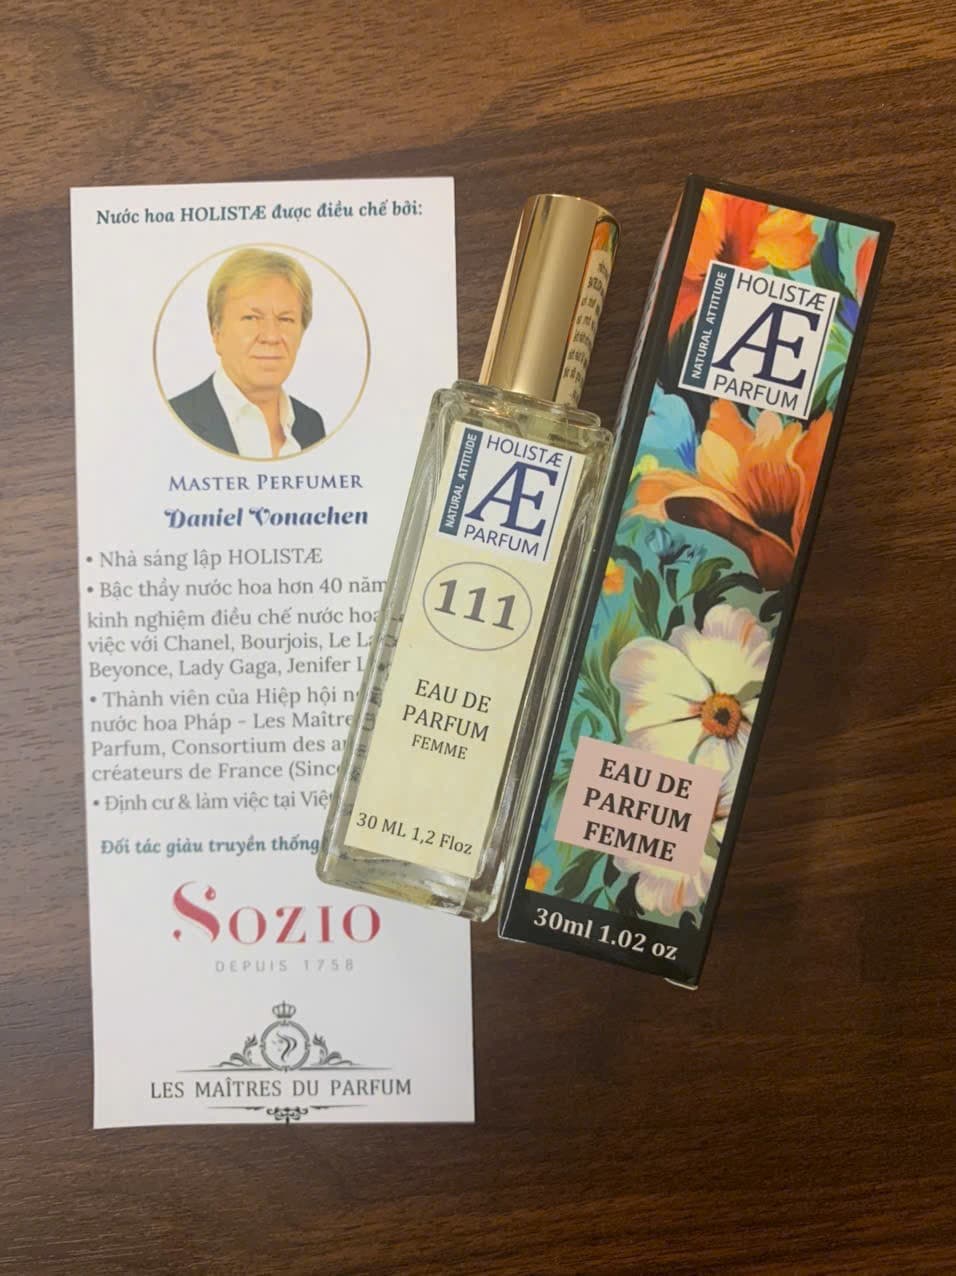 Nước hoa HOLISTÆ được điều chế bởi:
MASTER PERFUMER
Daniel Vonachen
• Nhà sáng lập HOLISTÆ
• Bậc thầy nước hoa hơn 40 năm
kinh nghiệm điều chế nước hoa
việc với Chanel, Bourjois, Le
Beyonce, Lady Gaga, Jenifer
• Thành viên của Hiệp hội
nước hoa Pháp - Les Maître
Parfum, Consortium des
créateurs de France
• Định cư & làm việc tại
Đối tác giàu truyền thống
SOZIO
DEPUIS 1758
LES MAÎTRES DU PARFUM
NATURAL ATTITUDE
HOLISTÆ
Æ
PARFUM
111
EAU DE
PARFUM
FEMME
30 ML 1,2 Floz
NATURAL ATTITUDE
HOLISTÆ
Æ
PARFUM
EAU DE
PARFUM
FEMME
30ml 1.02 oz